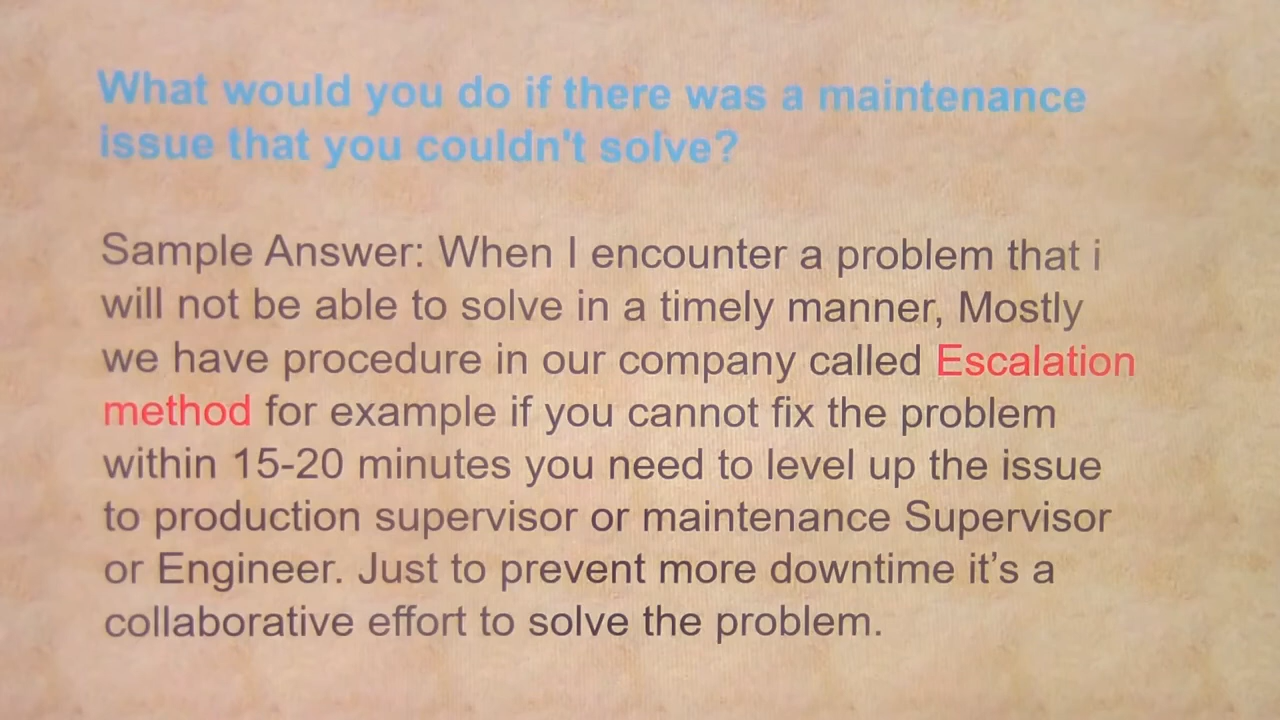 What would you do if there was a maintenance
issue that you couldn't solve?
Sample Answer: When I encounter a problem that i
will not be able to solve in a timely manner, Mostly
we have procedure in our company called Escalation
method for example if you cannot fix the problem
within 15-20 minutes you need to level up the issue
to production supervisor or maintenance Supervisor
or Engineer. Just to prevent more downtime it’s a
collaborative effort to solve the problem.